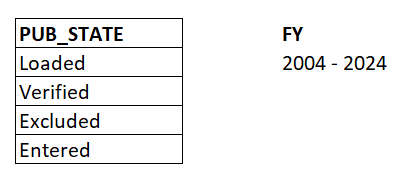 PUB_STATE
Loaded
Verified
Excluded
Entered
FY
2004 - 2024